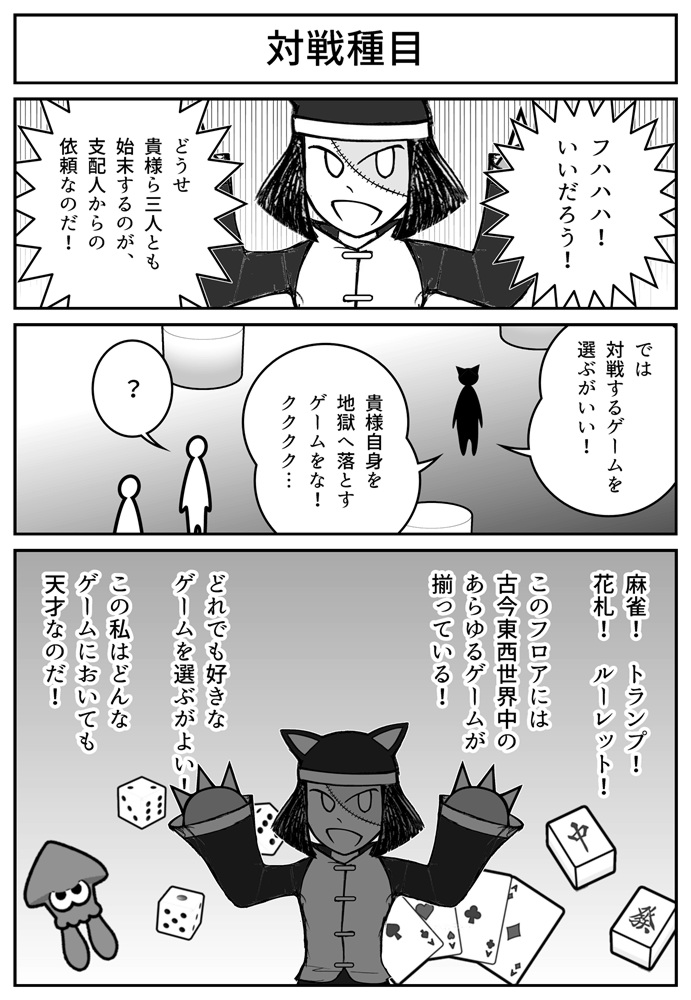 対戦種目
フハハハ！
いいだろう！
どうせ
貴様ら三人とも
始末するのが、
支配人からの
依頼なのだ！
では
対戦するゲームを
選ぶがいい！
貴様自身を
地獄へ落とす
ゲームをな！
クククク…
？
麻雀！　トランプ！
花札！　ルーレット！
このフロアには
古今東西世界中の
あらゆるゲームが
揃っている！
どれでも好きな
ゲームを選ぶがよい！
この私はどんな
ゲームにおいても
天才なのだ！
中
發
A
A
A
A